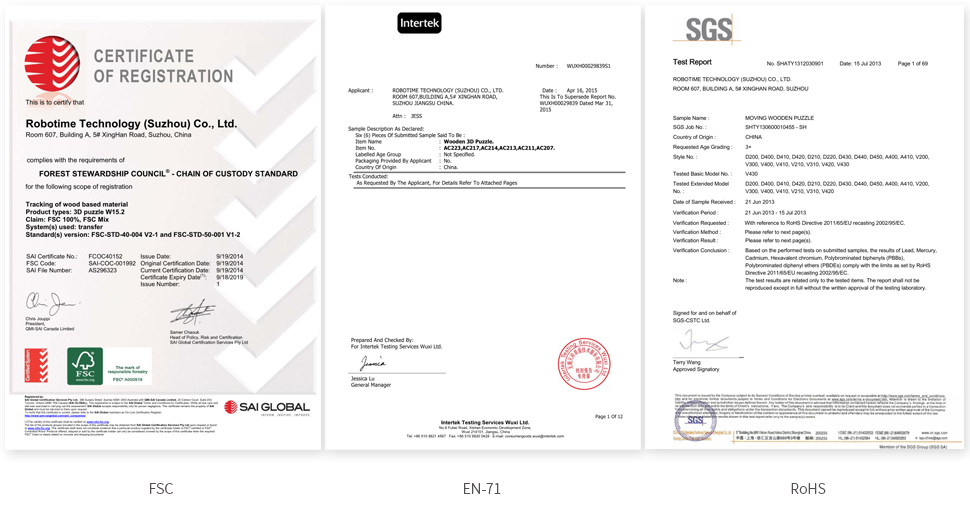 CERTIFICATE
OF REGISTRATION
This is to certify that
Robotime Technology (Suzhou) Co., Ltd.
Room 607, Building A, 5# XingHan Road, Suzhou, China
complies with the requirements of
FOREST STEWARDSHIP COUNCIL® - CHAIN OF CUSTODY STANDARD
for the following scope of registration
Tracking of wood based material
Product types: 3D puzzle W15.2
Claim: FSC 100%, FSC Mix
System(s) used: transfer
Standard(s) version: FSC-STD-40-004 V2-1 and FSC-STD-50-001 V1-2
SAI Certificate No.: FCOC40152 Issue Date: 9/19/2014
FSC Code: SAI-COC-001992 Original Certification Date: 9/19/2014
SAI File Number: AS296323 Current Certification Date: 9/19/2014
Certificate Expiry Date: 9/18/2019
Issue Number: 1
Chris Jouppi
President,
QMI-SAI Canada Limited
Samer Chaouk
Head of Policy, Risk and Certification
SAI Global Certification Services Pty Ltd
FSC
www.fsc.org
The mark of
responsible forestry
FSC® A000816
SAI GLOBAL
Intertek
Number : WUXH0002983951
Applicant : ROBOTIME TECHNOLOGY (SUZHOU) CO., LTD.
ROOM 607,BUILDING A,5# XINGHAN ROAD,
SUZHOU JIANGSU CHINA.
Attn : JESS
Date : Apr 16, 2015
This Is To Supersede Report No.
WUXH00029839 Dated Mar 31,
2015
Sample Description As Declared:
Six (6) Pieces Of Submitted Sample Said To Be :
Item Name : Wooden 3D Puzzle.
Item No. : AC223,AC217,AC214,AC213,AC211,AC207.
Labelled Age Group : Not Specified.
Packaging Provided By Applicant : No.
Country Of Origin : China.
Tests Conducted:
As Requested By The Applicant, For Details Refer To Attached Pages
Prepared And Checked By:
For Intertek Testing Services Wuxi Ltd.
Jessica
Jessica Lu
General Manager
Page 1 Of 12
Intertek Testing Services Wuxi Ltd.
SGS
Test Report No. SHATY1312030901 Date: 15 Jul 2013 Page 1 of 69
ROBOTIME TECHNOLOGY (SUZHOU) CO., LTD.
ROOM 607, BUILDING A, 5# XINGHAN ROAD, SUZHOU
Sample Name : MOVING WOODEN PUZZLE
SGS Job No. : SHTY130600010455 - SH
Country of Origin : CHINA
Requested Age Grading : 3+
Style No. : D200, D400, D410, D420, D210, D220, D430, D440, D450, A400, A410, V200,
V300, V400, V410, V210, V310, V420, V430
Tested Basic Model No. : V430
Tested Extended Model No. : D200, D400, D410, D420, D210, D220, D430, D440, D450, A400, A410, V200,
V300, V400, V410, V210, V310, V420, V430
Date of Sample Received : 21 Jun 2013
Verification Period : 21 Jun 2013 - 15 Jul 2013
Verification Requested : With reference to RoHS Directive 2011/65/EU recasting 2002/95/EC.
Verification Method : Please refer to next page(s).
Verification Result : Please refer to next page(s).
Verification Conclusion : Based on the performed tests on submitted samples, the results of Lead, Mercury,
Cadmium, Hexavalent chromium, Polybrominated biphenyls (PBBs),
Polybrominated diphenyl ethers (PBDEs) comply with the limits as set by RoHS
Directive 2011/65/EU recasting 2002/95/EC.
Note : The test results are related only to the tested items. The report shall not be
reproduced except in full without the written approval of the testing laboratory.
Signed for and on behalf of
SGS-CSTC Ltd.
Terry Wang
Approved Signatory
SGS
Member of the SGS Group (SGS SA)
FSC
EN-71
RoHS